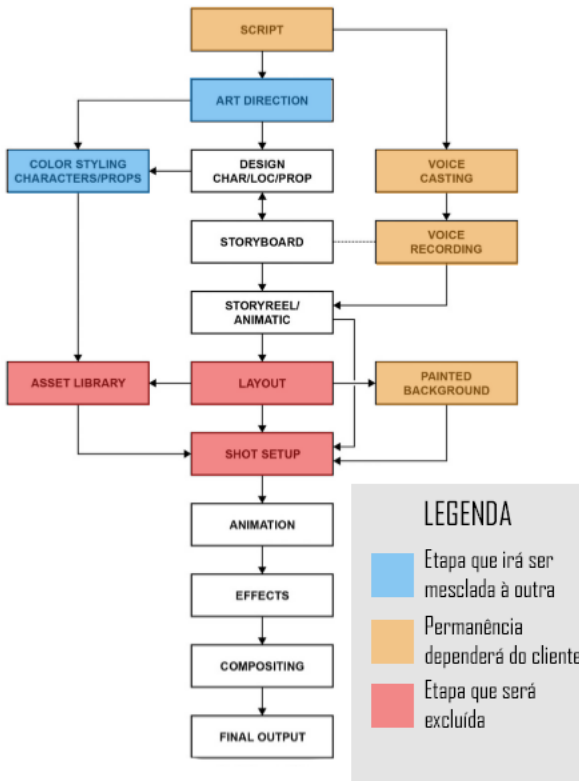 SCRIPT
ART DIRECTION
COLOR STYLING
CHARACTERS/PROPS
DESIGN
CHAR/LOC/PROP
VOICE
CASTING
STORYBOARD
VOICE
RECORDING
STORYREEL/
ANIMATIC
ASSET LIBRARY
LAYOUT
PAINTED
BACKGROUND
SHOT SETUP
ANIMATION
EFFECTS
COMPOSITING
FINAL OUTPUT
LEGENDA
Etapa que irá ser
mesclada à outra
Permanência
dependerá do cliente
Etapa que será
excluída